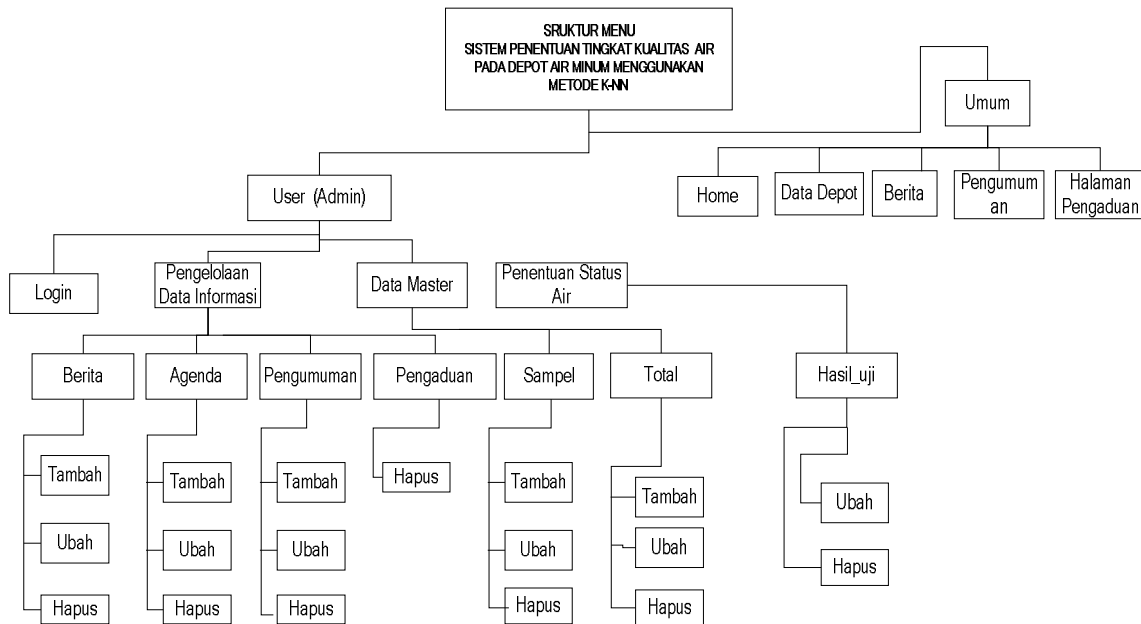 SRUKTUR MENU
SISTEM PENENTUAN TINGKAT KUALITAS AIR
PADA DEPOT AIR MINUM MENGGUNAKAN
METODE K-NN
Umum
Home
Data Depot
Berita
Pengumum
an
Halaman
Pengaduan
User (Admin)
Login
Pengelolaan
Data Informasi
Data Master
Penentuan Status
Air
Berita
Agenda
Pengumuman
Pengaduan
Sampel
Total
Hasil_uji
Tambah
Ubah
Hapus
Tambah
Ubah
Hapus
Tambah
Ubah
Hapus
Hapus
Tambah
Ubah
Hapus
Tambah
Ubah
Hapus
Ubah
Hapus